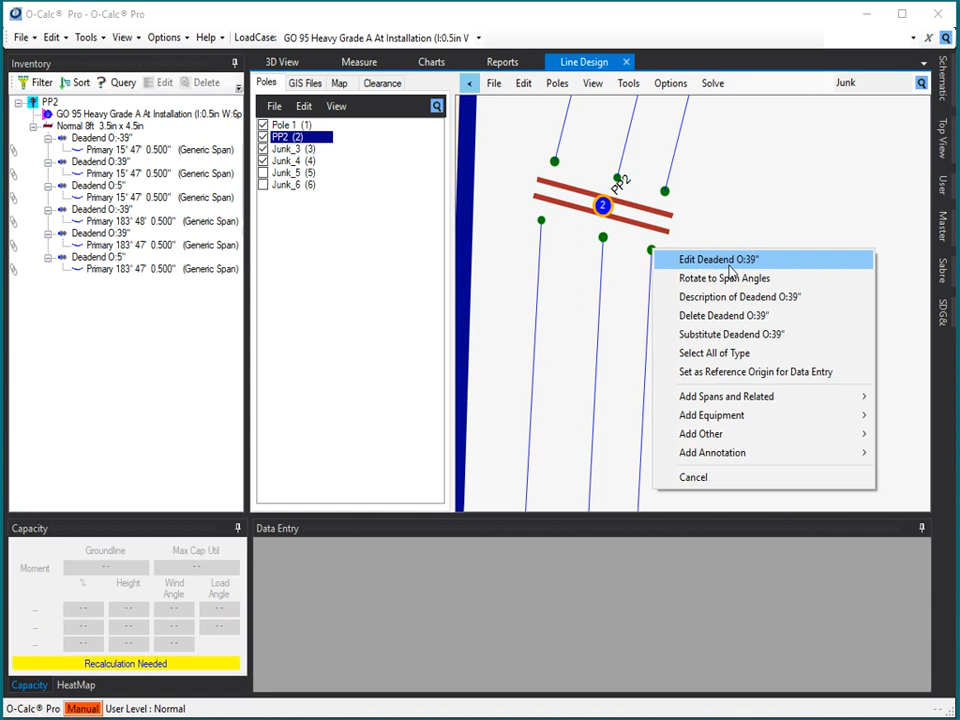 O-Calc® Pro - O-Calc® Pro
File Edit Tools View Options Help LoadCase: GO 95 Heavy Grade A At Installation (I:0.5in V
Inventory
Filter Sort Query Edit Delete
PP2
GO 95 Heavy Grade A At Installation (I:0.5in W:6p
Normal 8ft 3.5in x 4.5in
Deadend O:-39"
Primary 15° 47' 0.500" (Generic Span)
Deadend O:39"
Primary 15° 47' 0.500" (Generic Span)
Deadend O:5"
Primary 15° 47' 0.500" (Generic Span)
Deadend O:-39"
Primary 183° 48' 0.500" (Generic Span)
Deadend O:39"
Primary 183° 47' 0.500" (Generic Span)
Deadend O:5"
Primary 183° 47' 0.500" (Generic Span)
3D View Measure Charts Reports Line Design
Poles GIS Files Map Clearance
File Edit View
Pole 1 (1)
PP2 (2)
Junk_3 (3)
Junk_4 (4)
Junk_5 (5)
Junk_6 (6)
< File Edit Poles View Tools Options Solve Junk
PP2
2
Edit Deadend O:39"
Rotate to Span Angles
Description of Deadend O:39"
Delete Deadend O:39"
Substitute Deadend O:39"
Select All of Type
Set as Reference Origin for Data Entry
Add Spans and Related
Add Equipment
Add Other
Add Annotation
Cancel
Schematic
Top View
User
Master
Sabre
SDG&
Capacity
Groundline Max Cap Util
Moment -- --
% Height Wind Angle Load Angle
-- -- -- -- --
-- -- -- -- --
-- -- -- --
Recalculation Needed
Capacity HeatMap
Data Entry
O-Calc® Pro Manual User Level : Normal --